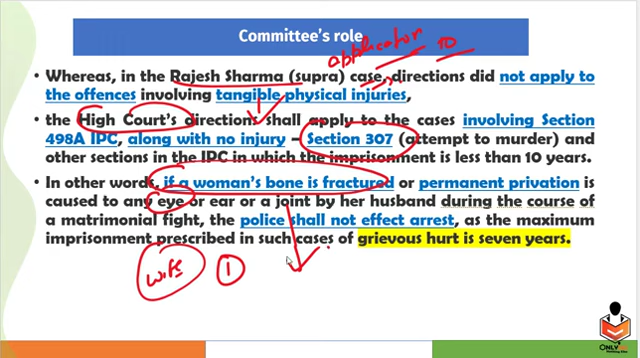 Committee's role
applicator 10
Whereas, in the Rajesh Sharma (supra) case, directions did not apply to
the offences involving tangible physical injuries,
the High Court's directions shall apply to the cases involving Section
498A IPC, along with no injury – Section 307 (attempt to murder) and
other sections in the IPC in which the imprisonment is less than 10 years.
In other words, if a woman's bone is fractured or permanent privation is
caused to any eye or ear or a joint by her husband during the course of
a matrimonial fight, the police shall not effect arrest, as the maximum
imprisonment prescribed in such cases of grievous hurt is seven years.
wife 1